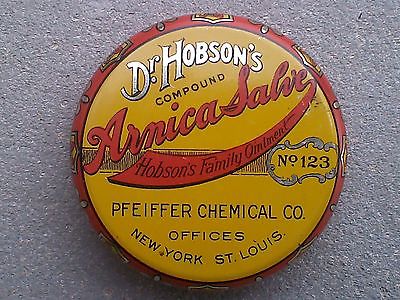 Dr. HOBSON'S
COMPOUND
Arnica Salve
Hobson's Family Ointment
No 123
PFEIFFER CHEMICAL CO.
OFFICES
NEW YORK ST. LOUIS.